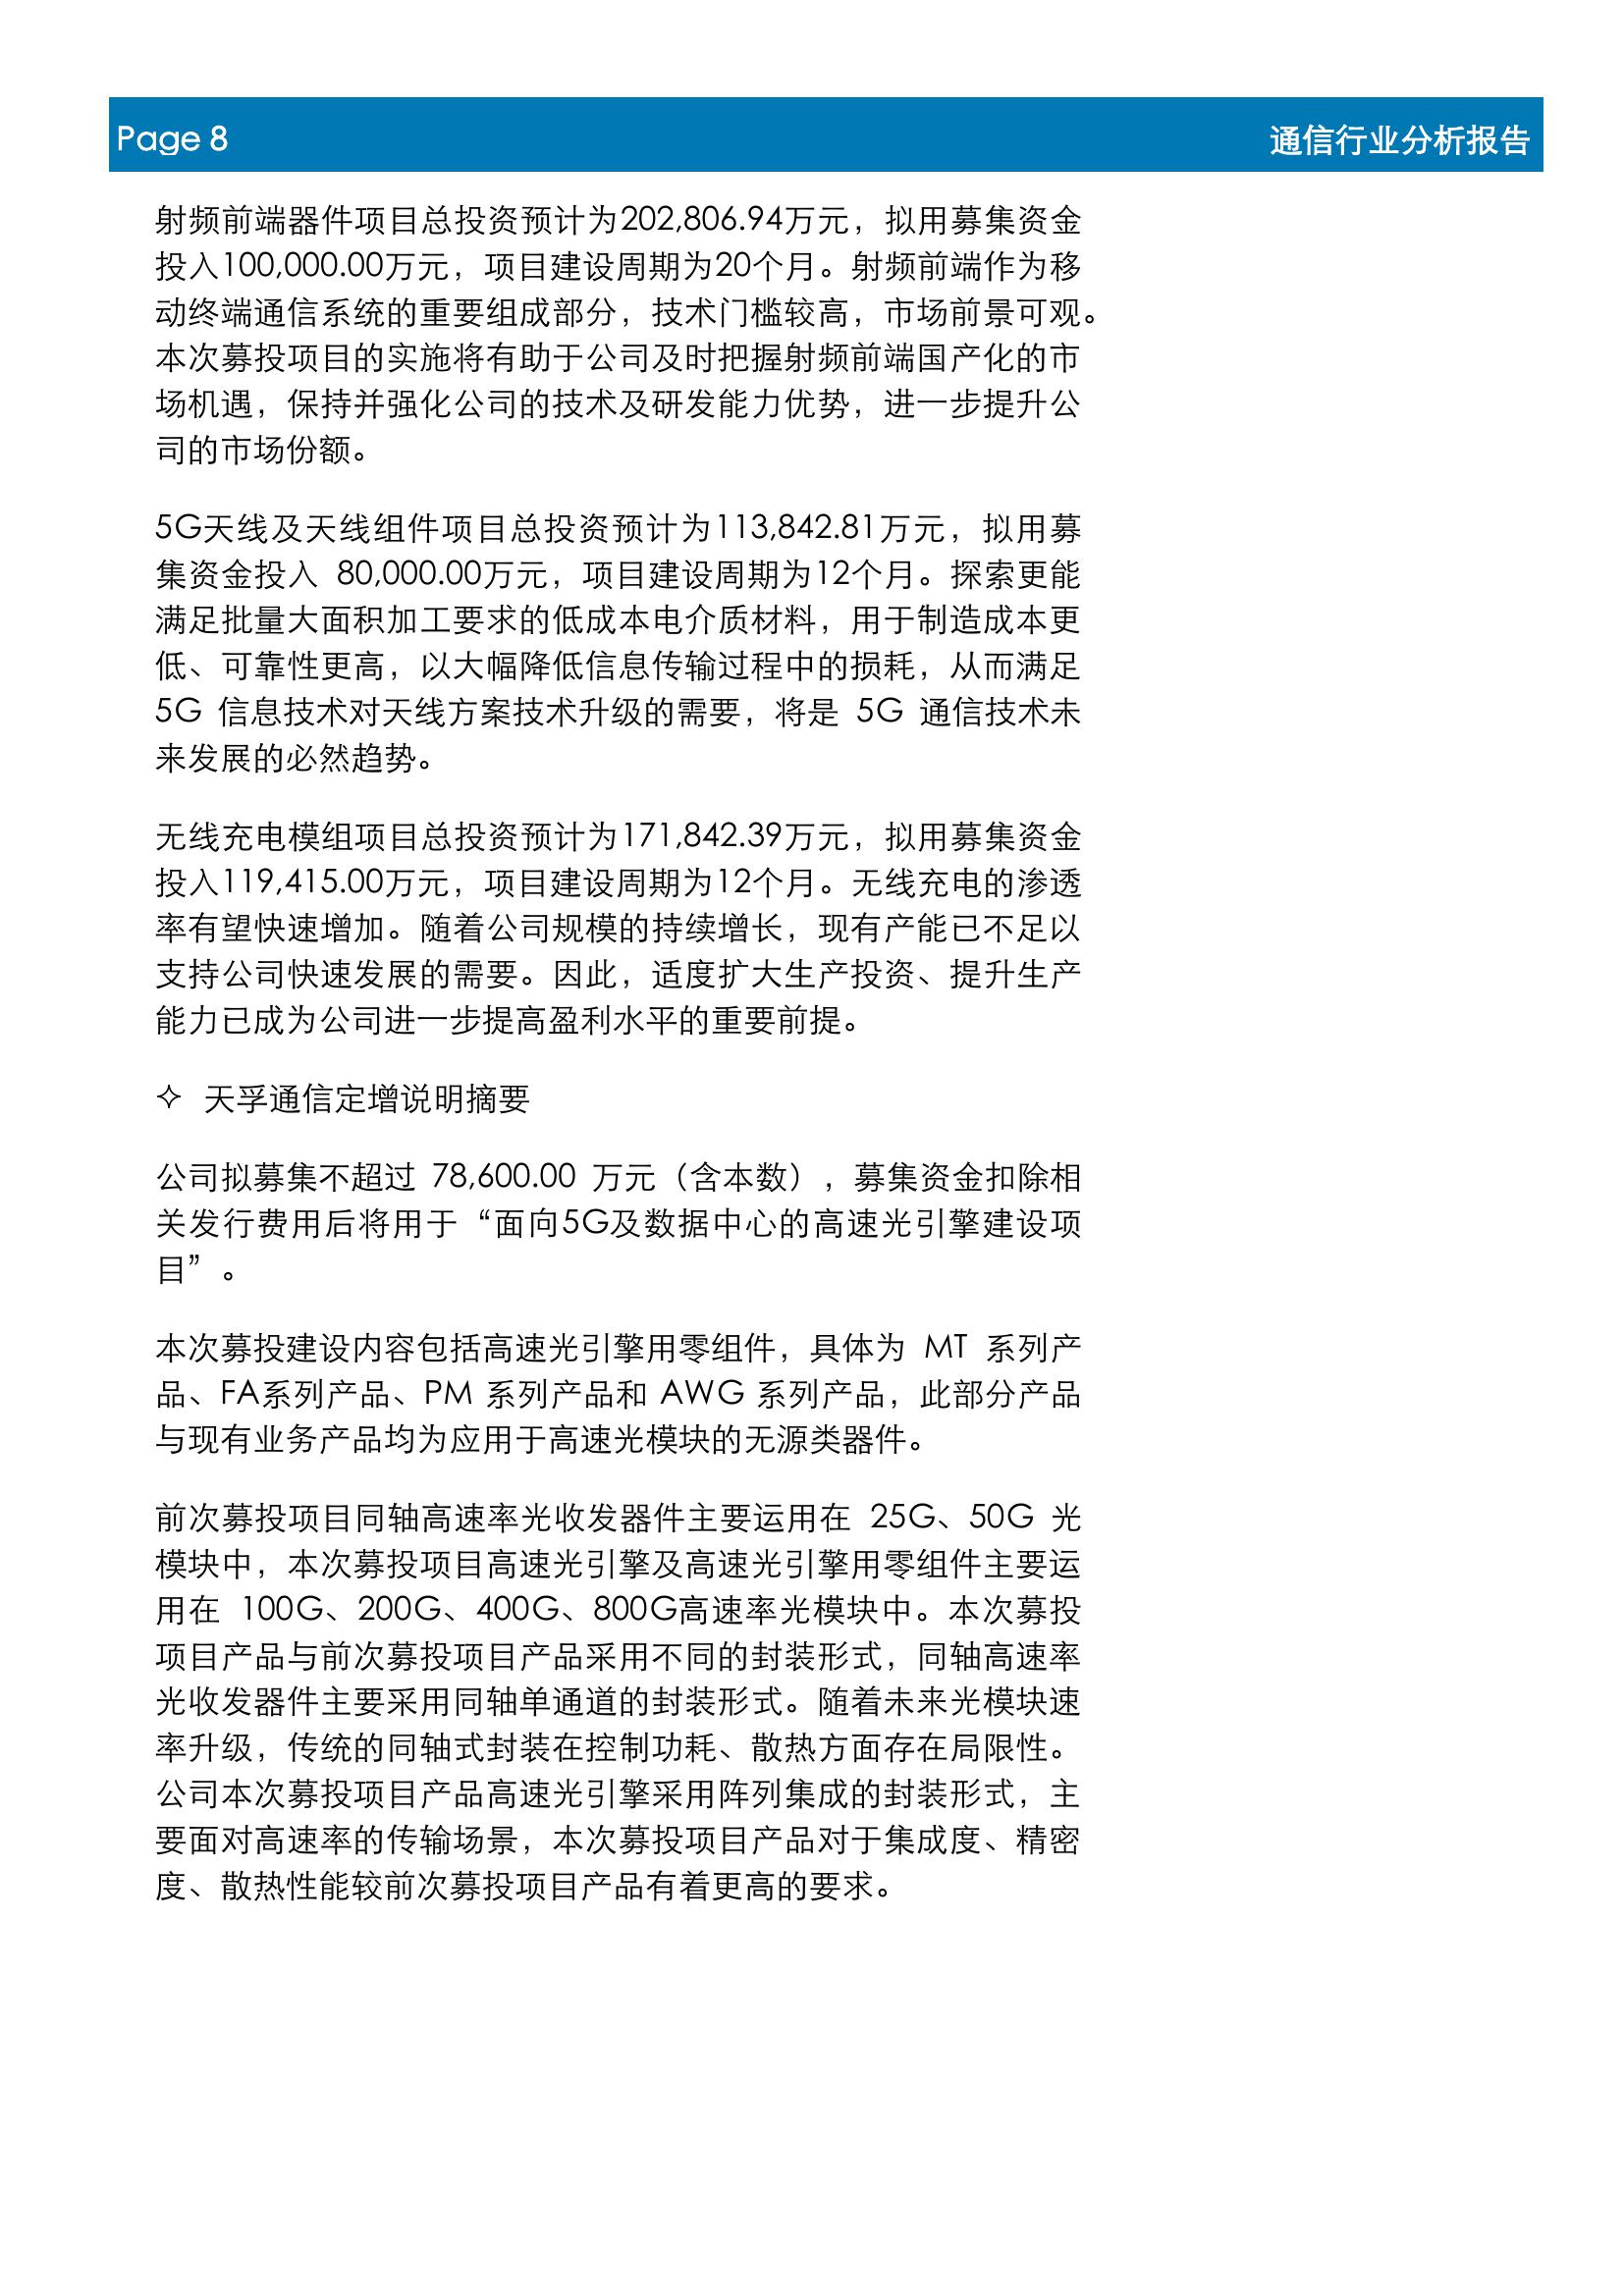 Page 8
通信行业分析报告
射频前端器件项目总投资预计为202,806.94万元，拟用募集资金
投入100,000.00万元，项目建设周期为20个月。射频前端作为移
动终端通信系统的重要组成部分，技术门槛较高，市场前景可观。
本次募投项目的实施将有助于公司及时把握射频前端国产化的市
场机遇，保持并强化公司的技术及研发能力优势，进一步提升公
司的市场份额。
5G天线及天线组件项目总投资预计为113,842.81万元，拟用募
集资金投入 80,000.00万元，项目建设周期为12个月。探索更能
满足批量大面积加工要求的低成本电介质材料，用于制造成本更
低、可靠性更高，以大幅降低信息传输过程中的损耗，从而满足
5G 信息技术对天线方案技术升级的需要，将是 5G 通信技术未
来发展的必然趋势。
无线充电模组项目总投资预计为171,842.39万元，拟用募集资金
投入119,415.00万元，项目建设周期为12个月。无线充电的渗透
率有望快速增加。随着公司规模的持续增长，现有产能已不足以
支持公司快速发展的需要。因此，适度扩大生产投资、提升生产
能力已成为公司进一步提高盈利水平的重要前提。
✧ 天孚通信定增说明摘要
公司拟募集不超过 78,600.00 万元（含本数），募集资金扣除相
关发行费用后将用于“面向5G及数据中心的高速光引擎建设项
目”。
本次募投建设内容包括高速光引擎用零组件，具体为 MT 系列产
品、FA系列产品、PM 系列产品和 AWG 系列产品，此部分产品
与现有业务产品均为应用于高速光模块的无源类器件。
前次募投项目同轴高速率光收发器件主要运用在 25G、50G 光
模块中，本次募投项目高速光引擎及高速光引擎用零组件主要运
用在 100G、200G、400G、800G高速率光模块中。本次募投
项目产品与前次募投项目产品采用不同的封装形式，同轴高速率
光收发器件主要采用同轴单通道的封装形式。随着未来光模块速
率升级，传统的同轴式封装在控制功耗、散热方面存在局限性。
公司本次募投项目产品高速光引擎采用阵列集成的封装形式，主
要面对高速率的传输场景，本次募投项目产品对于集成度、精密
度、散热性能较前次募投项目产品有着更高的要求。